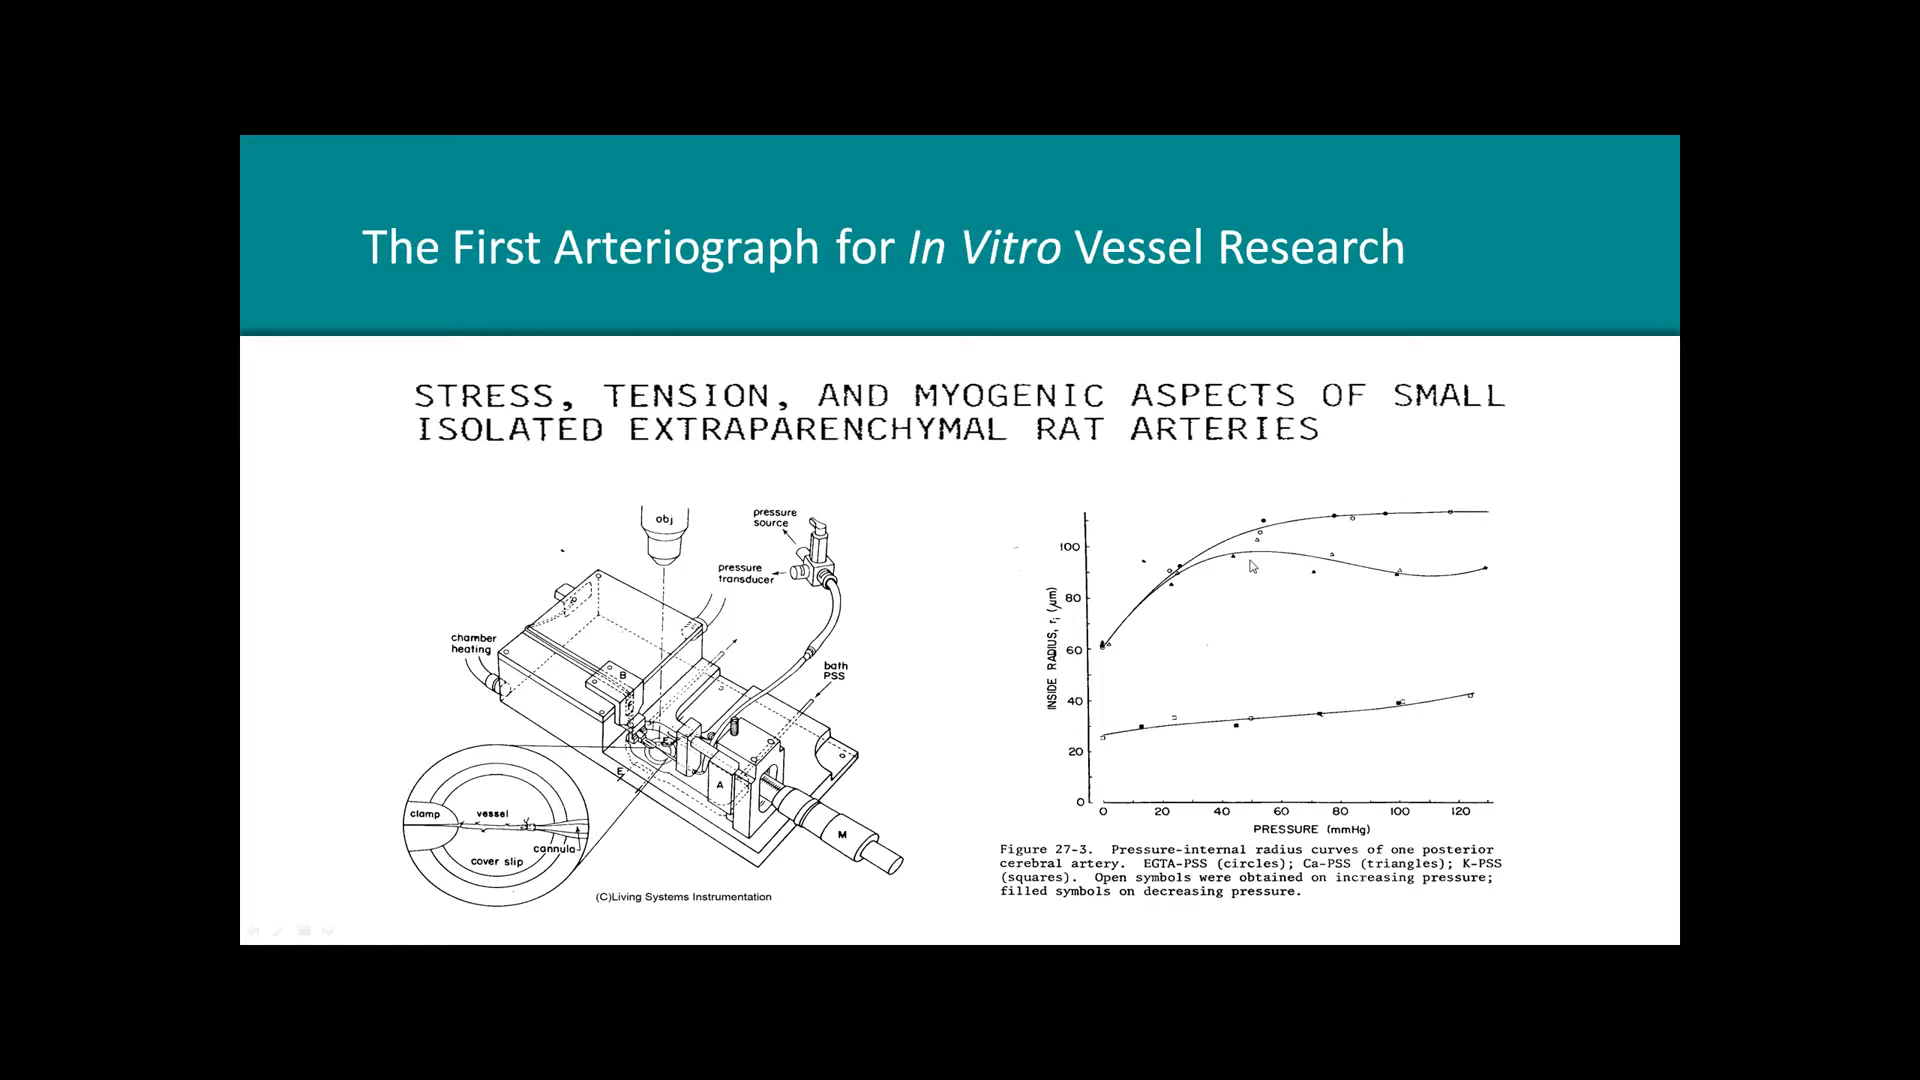 The First Arteriograph for In Vitro Vessel Research
STRESS, TENSION, AND MYOGENIC ASPECTS OF SMALL
ISOLATED EXTRAPARENCHYMAL RAT ARTERIES
obj
pressure
source
pressure
transducer
chamber
heating
B
bath
PSS
E
A
M
clamp
vessel
cannula
cover slip
(C)Living Systems Instrumentation
INSIDE RADIUS, ri (μm)
100
80
60
40
20
0
0 20 40 60 80 100 120
PRESSURE (mmHg)
Figure 27-3. Pressure-internal radius curves of one posterior
cerebral artery. EGTA-PSS (circles); Ca-PSS (triangles); K-PSS
(squares). Open symbols were obtained on increasing pressure;
filled symbols on decreasing pressure.